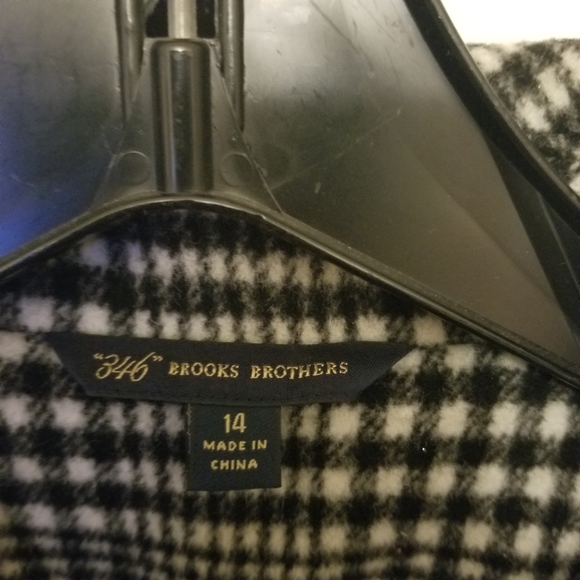 "346" BROOKS BROTHERS
14
MADE IN
CHINA